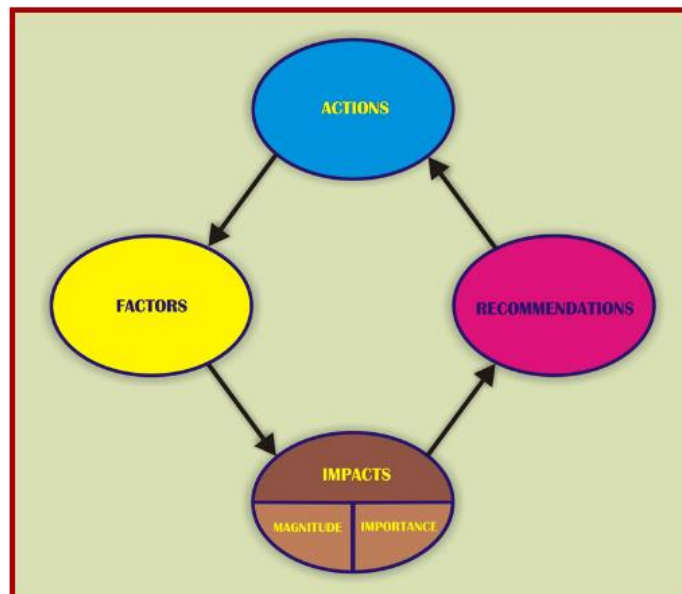 ACTIONS
FACTORS
RECOMMENDATIONS
IMPACTS
MAGNITUDE
IMPORTANCE